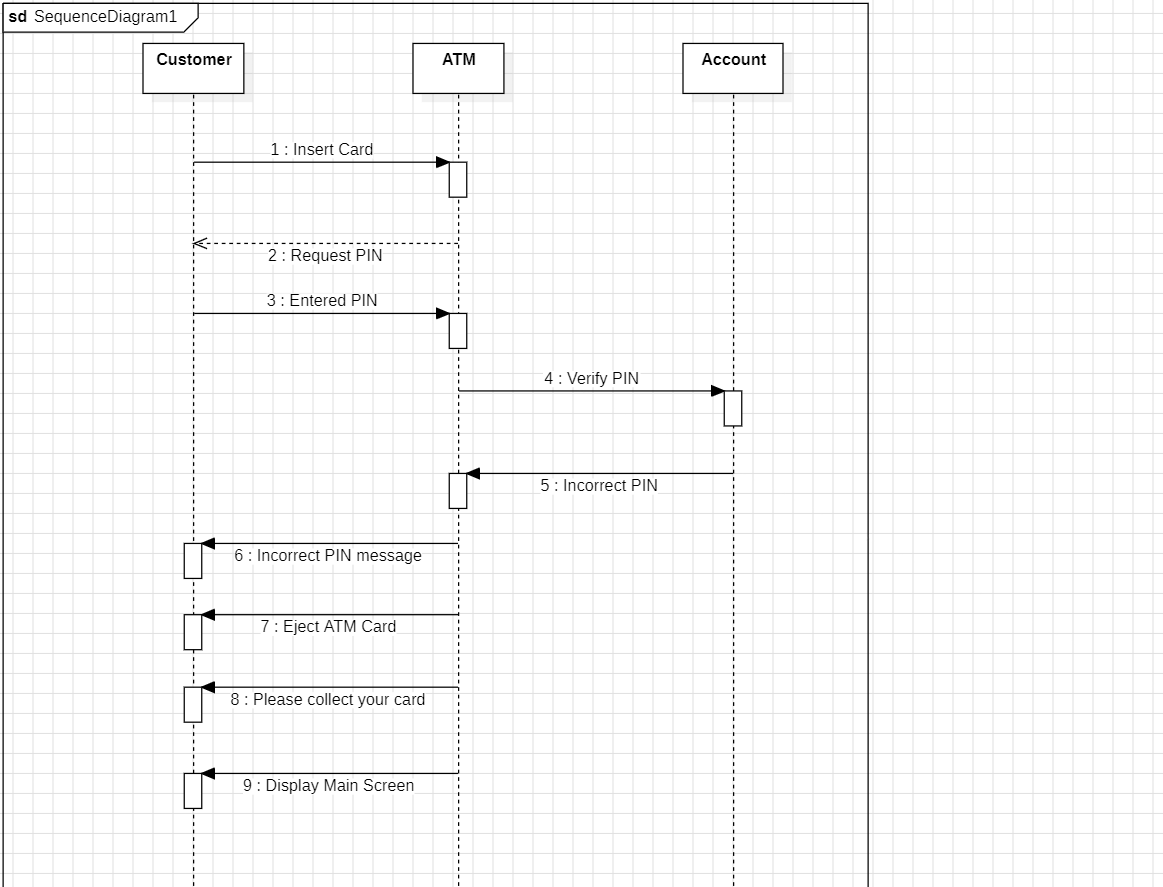 sd SequenceDiagram1
Customer
ATM
Account
1 : Insert Card
2 : Request PIN
3 : Entered PIN
4 : Verify PIN
5 : Incorrect PIN
6 : Incorrect PIN message
7 : Eject ATM Card
8 : Please collect your card
9 : Display Main Screen